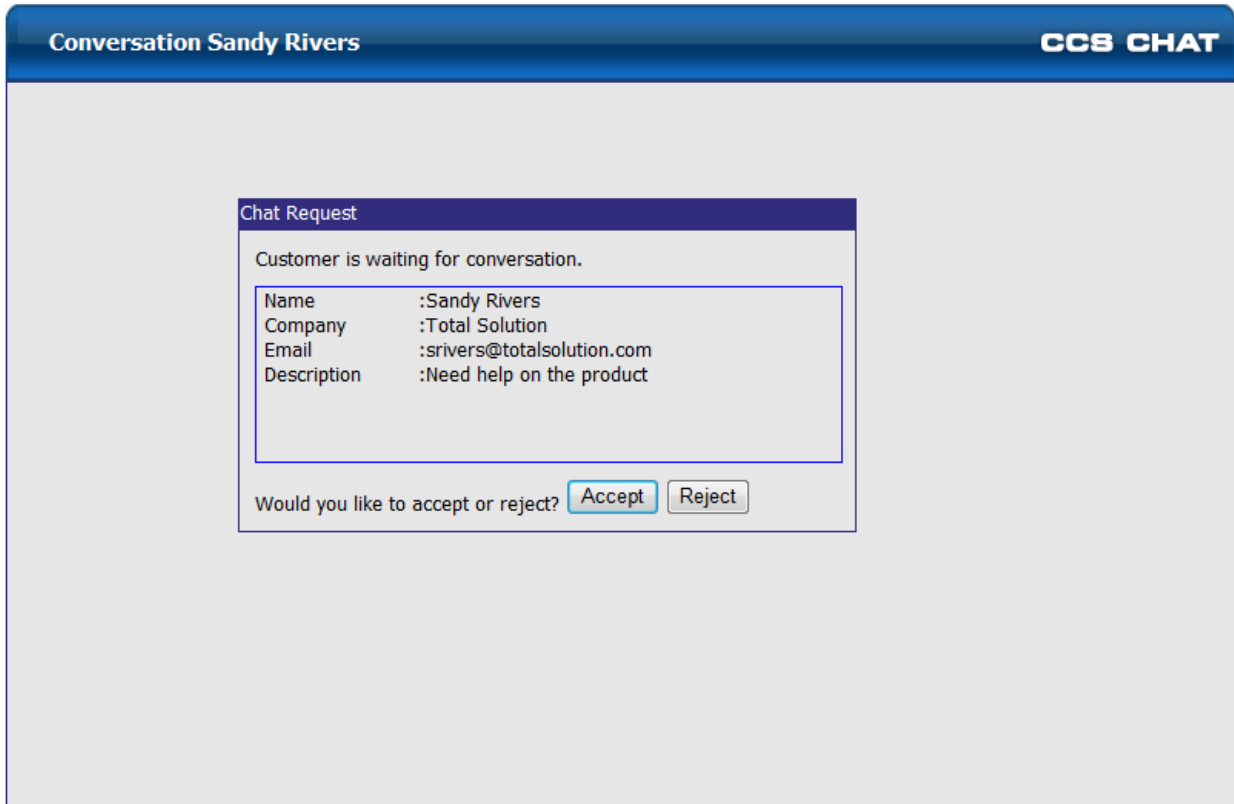 Conversation Sandy Rivers CCS CHAT
Chat Request
Customer is waiting for conversation.
Name :Sandy Rivers
Company :Total Solution
Email :srivers@totalsolution.com
Description :Need help on the product
Would you like to accept or reject? Accept Reject